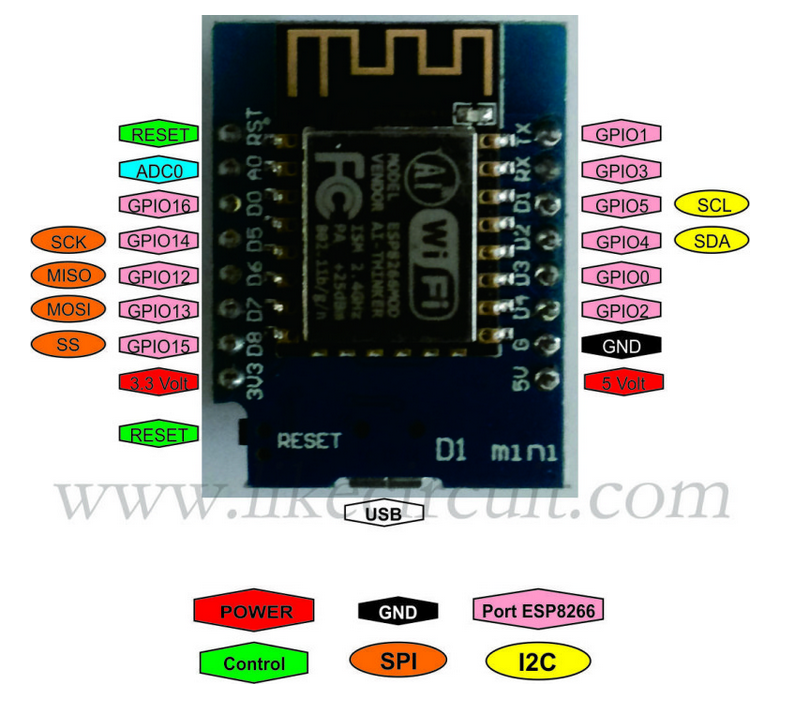 RESET
ADC0
GPIO16
SCK GPIO14
MISO GPIO12
MOSI GPIO13
SS GPIO15
3.3 Volt
RESET
RST
A0
D0
D5
D6
D7
D8
3V3
MODEL ESP8266MOD
VENDOR AI-THINKER
ISM 2.4GHz
PA +25dBm
802.11b/g/n
FC
Ai
WiFi
TX
RX
D1
D2
D3
D4
G
5V
GPIO1
GPIO3
GPIO5 SCL
GPIO4 SDA
GPIO0
GPIO2
GND
5 Volt
RESET
D1 mini
www.likecircuit.com
USB
POWER GND Port ESP8266
Control SPI I2C